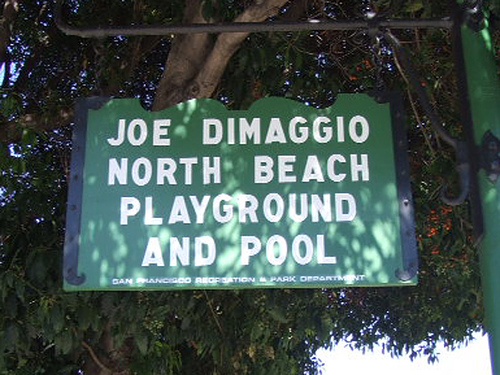 JOE DIMAGGIO
NORTH BEACH
PLAYGROUND
AND POOL
SAN FRANCISCO RECREATION & PARK DEPARTMENT